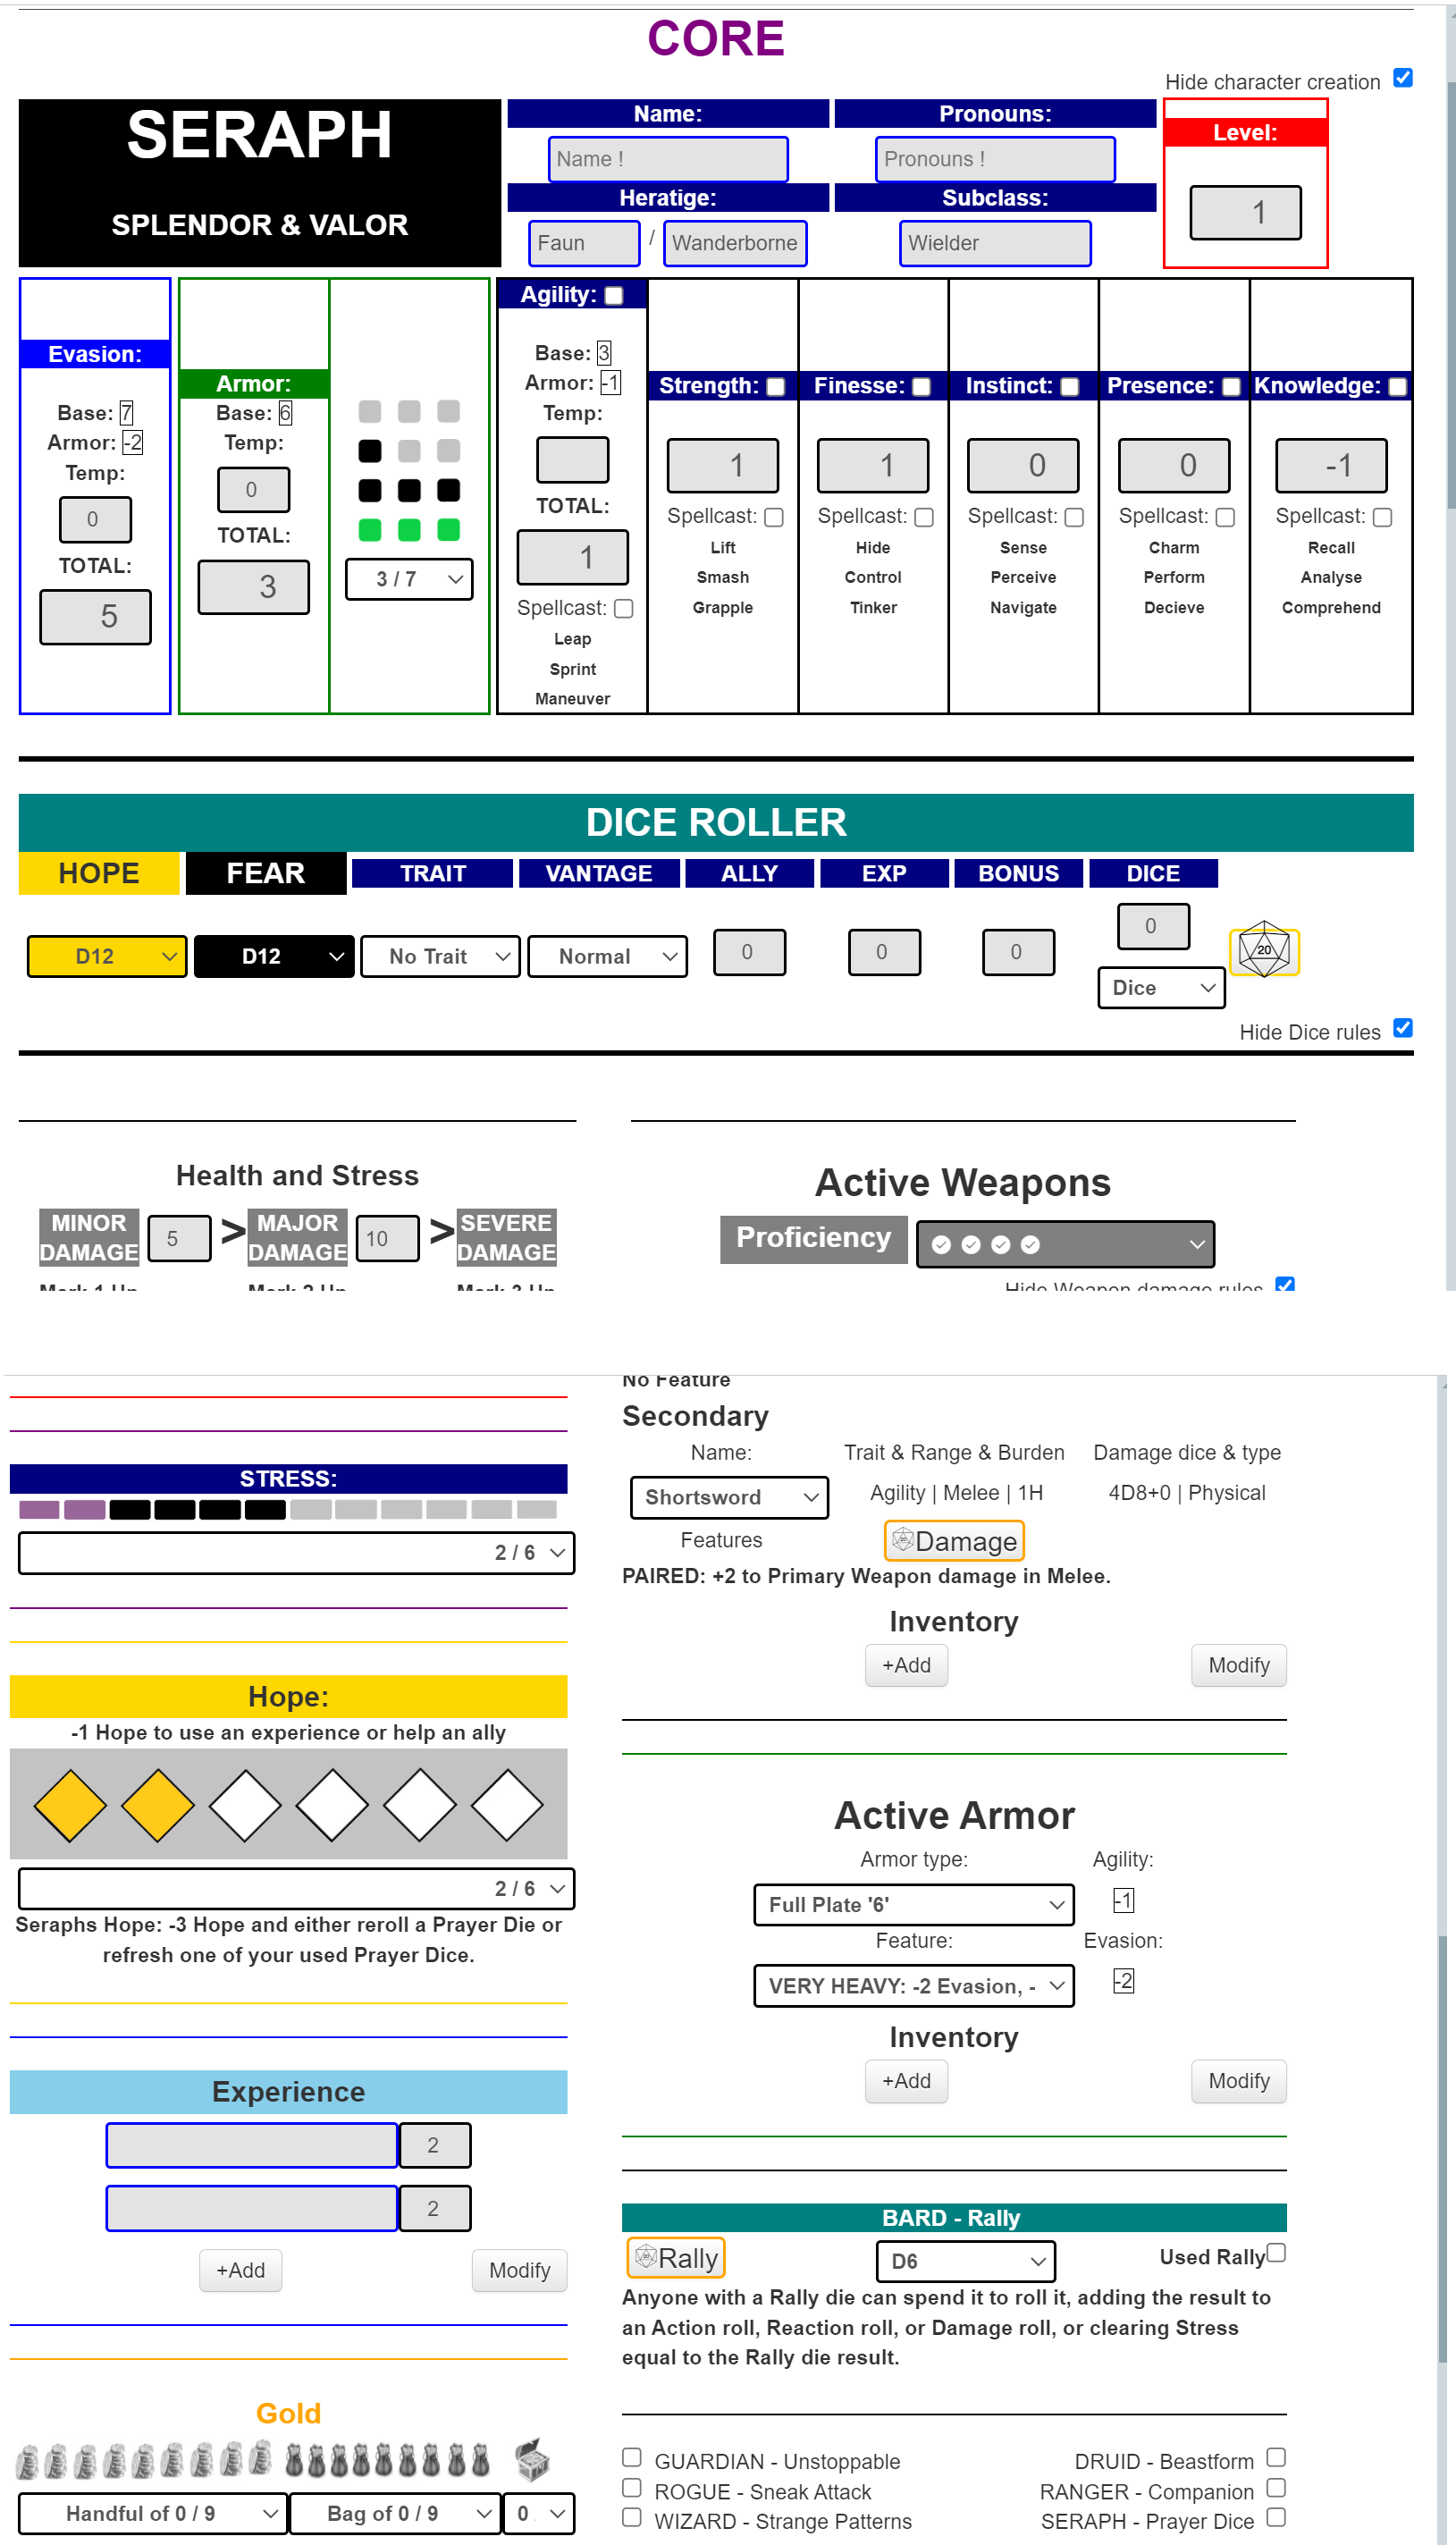 CORE
Hide character creation
SERAPH
SPLENDOR & VALOR
Name:
Name !
Pronouns:
Pronouns !
Level:
1
Heratige:
Faun / Wanderborne
Subclass:
Wielder
Evasion:
Base: 7
Armor: -2
Temp:
0
TOTAL:
5
Armor:
Base: 6
Temp:
0
TOTAL:
3
3 / 7
Agility:
Base: 3
Armor: -1
Temp:
TOTAL:
1
Spellcast:
Leap
Sprint
Maneuver
Strength:
1
Spellcast:
Lift
Smash
Grapple
Finesse:
1
Spellcast:
Hide
Control
Tinker
Instinct:
0
Spellcast:
Sense
Perceive
Navigate
Presence:
0
Spellcast:
Charm
Perform
Decieve
Knowledge:
-1
Spellcast:
Recall
Analyse
Comprehend
DICE ROLLER
HOPE FEAR TRAIT VANTAGE ALLY EXP BONUS DICE
D12 D12 No Trait Normal 0 0 0 0
Dice
20
Hide Dice rules
Health and Stress
MINOR DAMAGE 5 > MAJOR DAMAGE 10 > SEVERE DAMAGE
Mark 1 Hp Mark 2 Hp Mark 3 Hp
Active Weapons
Proficiency
Hide Weapon damage rules
STRESS:
2 / 6
Hope:
-1 Hope to use an experience or help an ally
2 / 6
Seraphs Hope: -3 Hope and either reroll a Prayer Die or
refresh one of your used Prayer Dice.
Experience
2
2
+Add Modify
Gold
Handful of 0 / 9 Bag of 0 / 9 0
No Feature
Secondary
Name: Trait & Range & Burden Damage dice & type
Shortsword Agility | Melee | 1H 4D8+0 | Physical
Features Damage
PAIRED: +2 to Primary Weapon damage in Melee.
Inventory
+Add Modify
Active Armor
Armor type: Agility:
Full Plate '6' -1
Feature: Evasion:
VERY HEAVY: -2 Evasion, - -2
Inventory
+Add Modify
BARD - Rally
Rally D6 Used Rally
Anyone with a Rally die can spend it to roll it, adding the result to
an Action roll, Reaction roll, or Damage roll, or clearing Stress
equal to the Rally die result.
GUARDIAN - Unstoppable DRUID - Beastform
ROGUE - Sneak Attack RANGER - Companion
WIZARD - Strange Patterns SERAPH - Prayer Dice